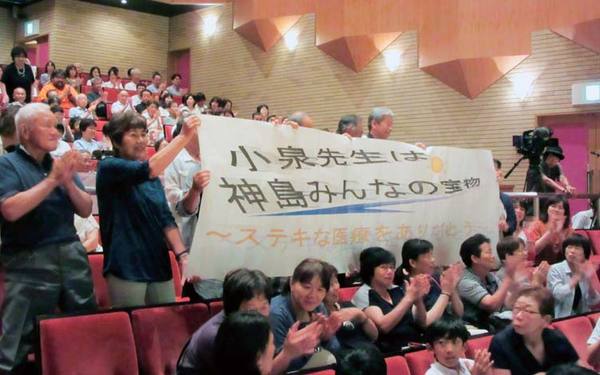 小泉先生は
神島みんなの宝物
～ステキな医療をありがとう～